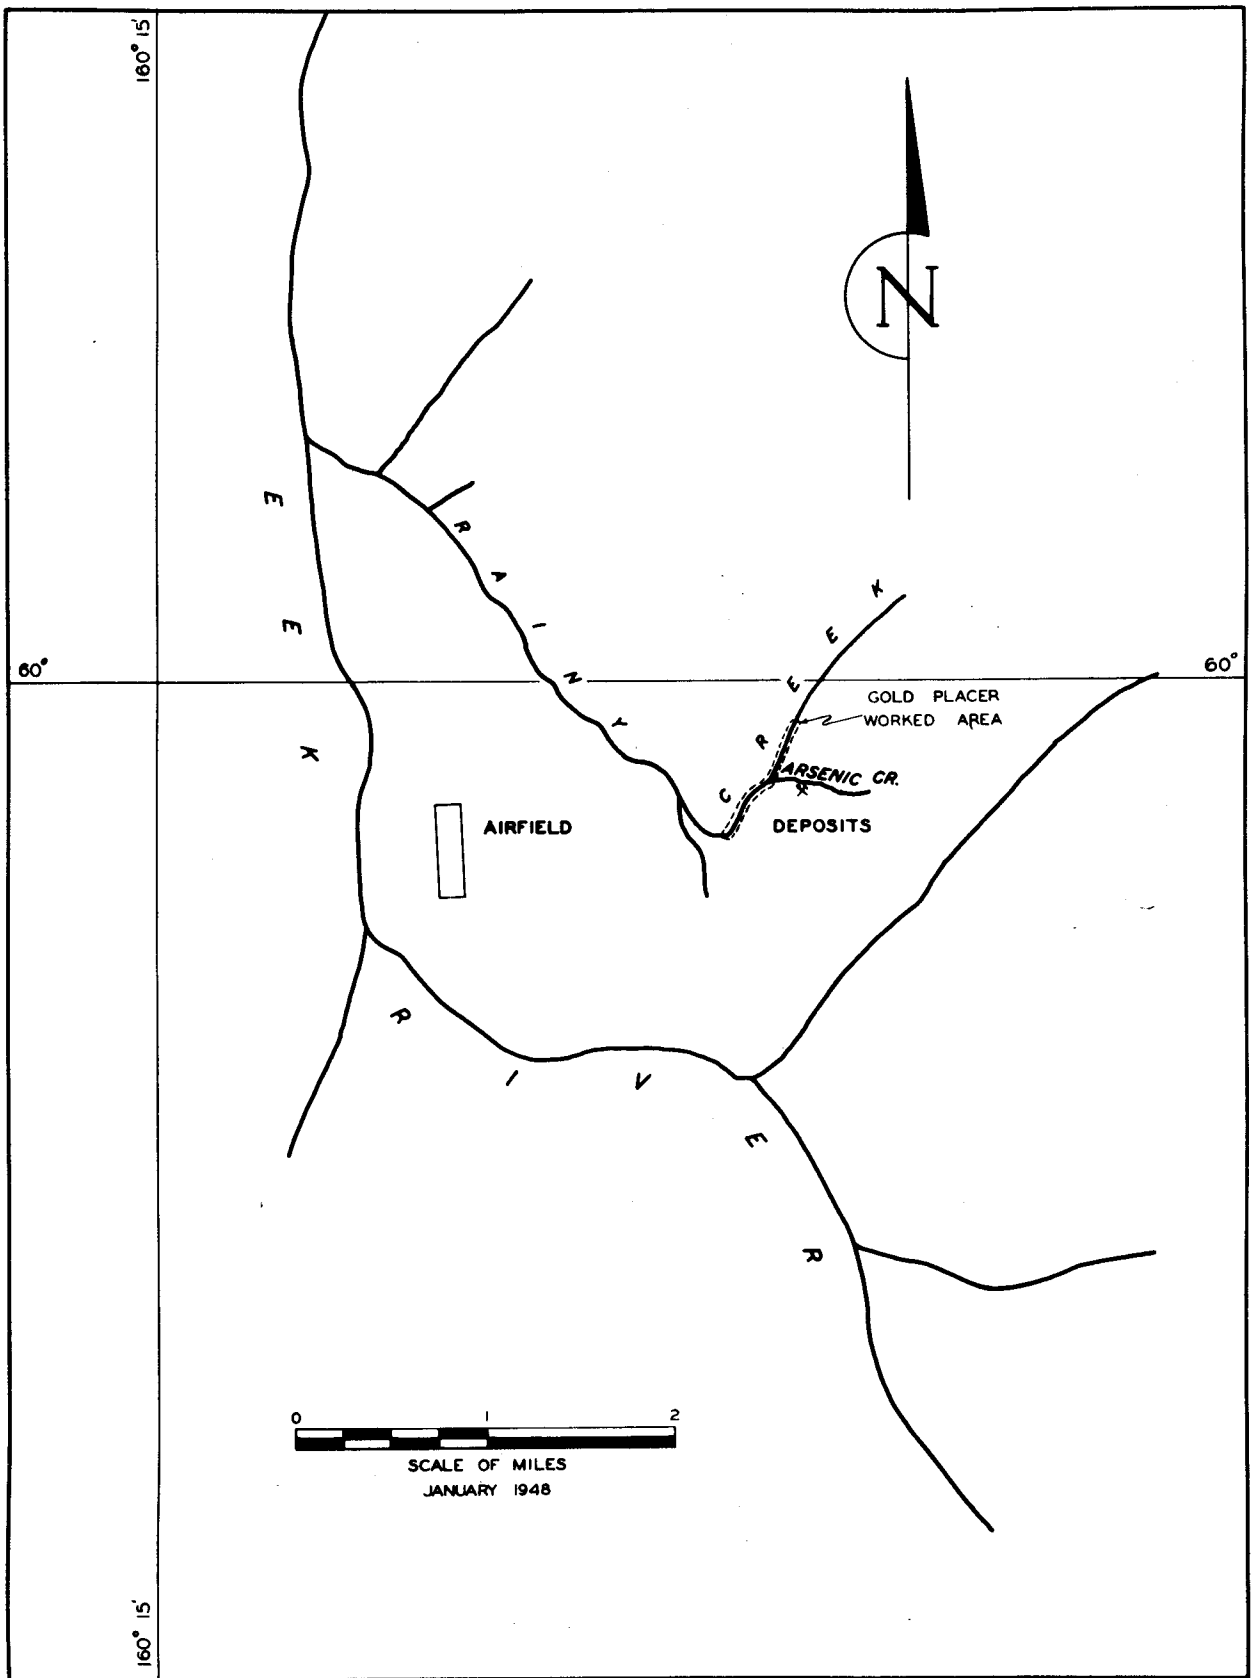 160° 15'
N
EEK RIVER
RAINY CREEK
60°
60°
GOLD PLACER
WORKED AREA
ARSENIC CR.
AIRFIELD
DEPOSITS
0 1 2
SCALE OF MILES
JANUARY 1948
160° 15'